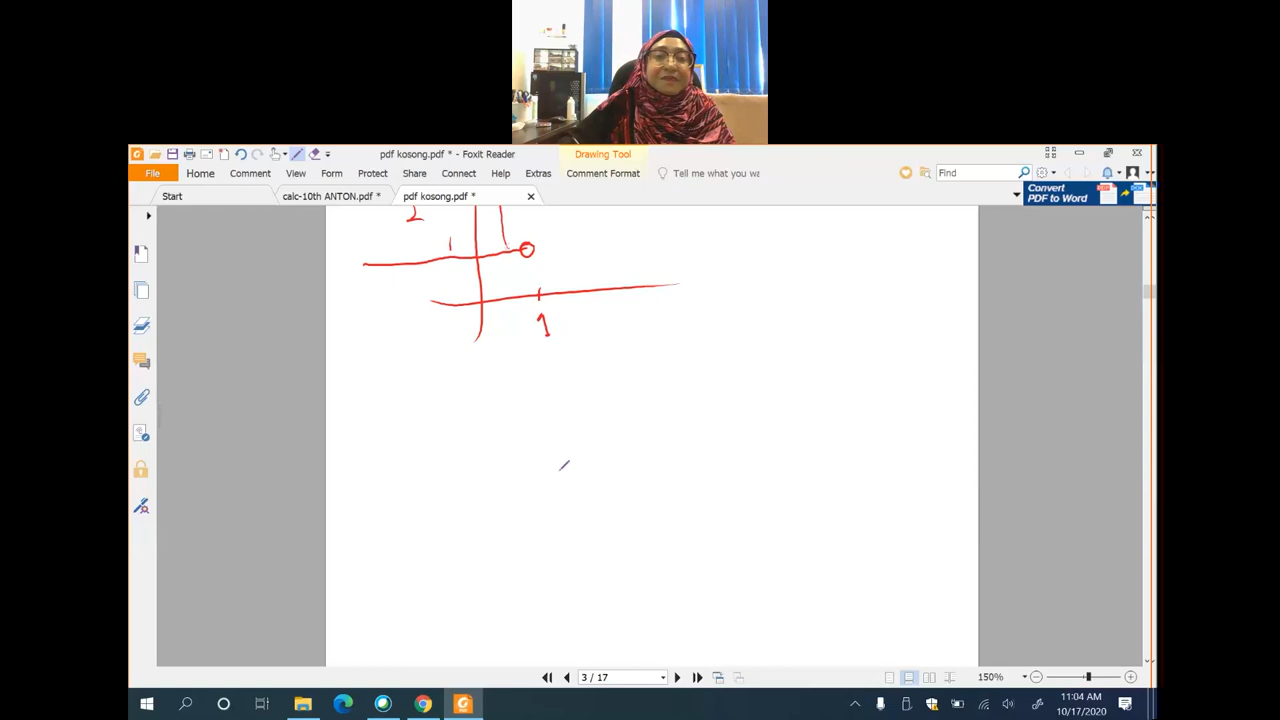 pdf kosong.pdf * - Foxit Reader
Drawing Tool
File
Home
Comment
View
Form
Protect
Share
Connect
Help
Extras
Comment Format
Tell me what you wa
Find
Start
calc-10th ANTON.pdf *
pdf kosong.pdf *
Convert
PDF to Word
2
1
1
3 / 17
150%
11:04 AM
10/17/2020